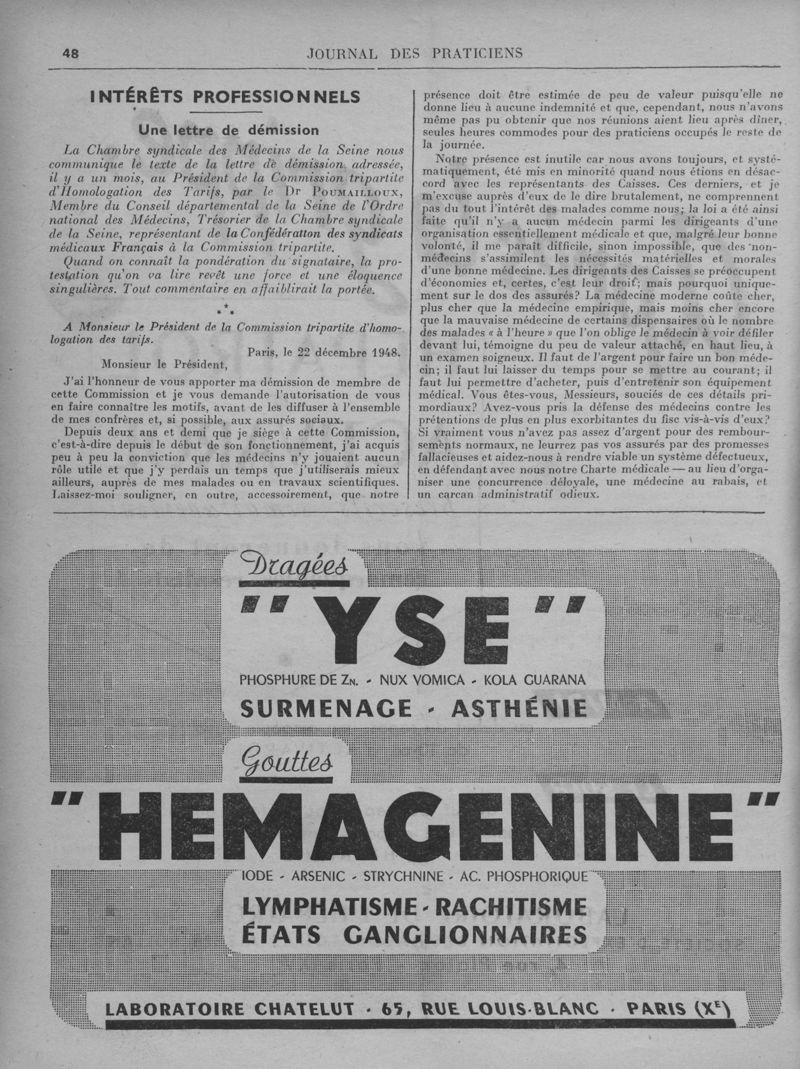 48
JOURNAL DES PRATICIENS
INTÉRÊTS PROFESSIONNELS
Une lettre de démission
La Chambre syndicale des Médecins de la Seine nous
communique le texte de la lettre de démission adressée,
il y a un mois, au Président de la Commission tripartite
d'Homologation des Tarifs, par le Dr POUMAILLOUX,
Membre du Conseil départemental de la Seine de l'Ordre
national des Médecins, Trésorier de la Chambre syndicale
de la Seine, représentant de la Confédératton des syndicats
médicaux Français à la Commission tripartite.
Quand on connaît la pondération du signataire, la pro-
testation qu'on va lire revêt une force et une éloquence
singulières. Tout commentaire en affaiblirait la portée.
***
A Monsieur le Président de la Commission tripartite d'homo-
logation des tarifs.
Paris, le 22 décembre 1948.
Monsieur le Président,
J'ai l'honneur de vous apporter ma démission de membre de
cette Commission et je vous demande l'autorisation de vous
en faire connaître les motifs, avant de les diffuser à l'ensemble
de mes confrères et, si possible, aux assurés sociaux.
Depuis deux ans et demi que je siège à cette Commission,
c'est-à-dire depuis le début de son fonctionnement, j'ai acquis
peu à peu la conviction que les médecins n'y jouaient aucun
rôle utile et que j'y perdais un temps que j'utiliserais mieux
ailleurs, auprès de mes malades ou en travaux scientifiques.
Laissez-moi souligner, en outre, accessoirement, que notre
présence doit être estimée de peu de valeur puisqu'elle ne
donne lieu à aucune indemnité et que, cependant, nous n'avons
même pas pu obtenir que nos réunions aient lieu après dîner,
seules heures commodes pour des praticiens occupés le reste de
la journée.
Notre présence est inutile car nous avons toujours, et systé-
matiquement, été mis en minorité quand nous étions en désac-
cord avec les représentants des Caisses. Ces derniers, et je
m'excuse auprès d'eux de le dire brutalement, ne comprennent
pas du tout l'intérêt des malades comme nous; la loi a été ainsi
faite qu'il n'y a aucun médecin parmi les dirigeants d'une
organisation essentiellement médicale et que, malgré leur bonne
volonté, il me paraît difficile, sinon impossible, que des non-
médecins s'assimilent les nécessités matérielles et morales
d'une bonne médecine. Les dirigeants des Caisses se préoccupent
d'économies et, certes, c'est leur droit; mais pourquoi unique-
ment sur le dos des assurés? La médecine moderne coûte cher,
plus cher que la médecine empirique, mais moins cher encore
que la mauvaise médecine de certains dispensaires où le nombre
des malades « à l'heure » que l'on oblige le médecin à voir défiler
devant lui, témoigne du peu de valeur attaché, en haut lieu, à
un examen soigneux. Il faut de l'argent pour faire un bon méde-
cin; il faut lui laisser du temps pour se mettre au courant; il
faut lui permettre d'acheter, puis d'entretenir son équipement
médical. Vous êtes-vous, Messieurs, souciés de ces détails pri-
mordiaux? Avez-vous pris la défense des médecins contre les
prétentions de plus en plus exorbitantes du fisc vis-à-vis d'eux?
Si vraiment vous n'avez pas assez d'argent pour des rembour-
sements normaux, ne leurrez pas vos assurés par des promesses
fallacieuses et aidez-nous à rendre viable un système défectueux,
en défendant avec nous notre Charte médicale — au lieu d'orga-
niser une concurrence déloyale, une médecine au rabais, et
un carcan administratif odieux.
Dragées
"YSE"
PHOSPHURE DE ZN. - NUX VOMICA - KOLA GUARANA
SURMENAGE - ASTHÉNIE
Gouttes
"HEMAGENINE"
IODE - ARSENIC - STRYCHNINE - AC. PHOSPHORIQUE
LYMPHATISME - RACHITISME
ÉTATS GANGLIONNAIRES
LABORATOIRE CHATELUT - 65, RUE LOUIS-BLANC - PARIS (XE)